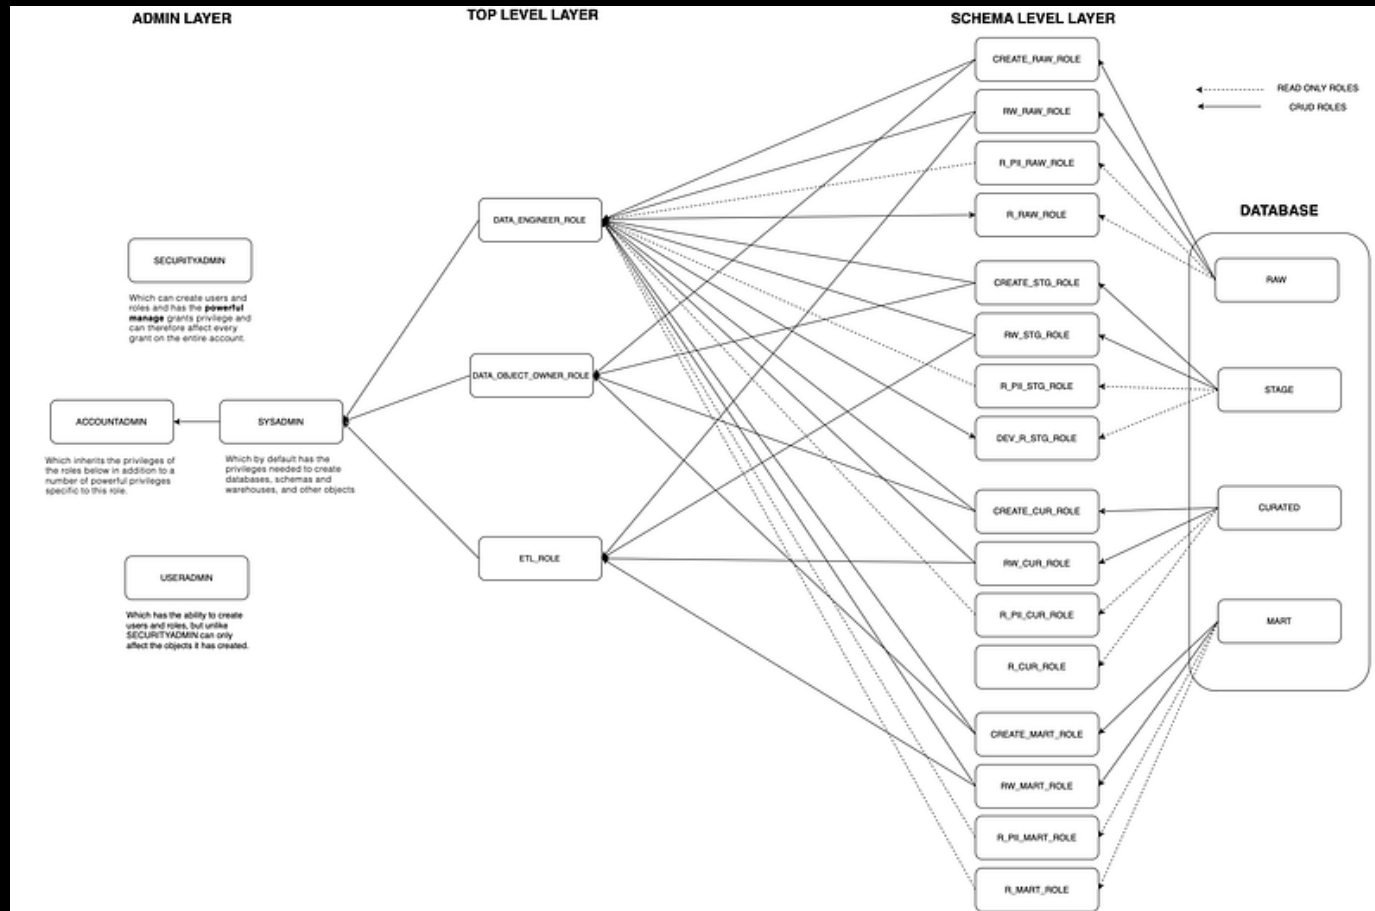 ADMIN LAYER
TOP LEVEL LAYER
SCHEMA LEVEL LAYER
CREATE_RAW_ROLE
RW_RAW_ROLE
R_PII_RAW_ROLE
R_RAW_ROLE
CREATE_STG_ROLE
RW_STG_ROLE
R_PII_STG_ROLE
DEV_R_STG_ROLE
CREATE_CUR_ROLE
RW_CUR_ROLE
R_PII_CUR_ROLE
R_CUR_ROLE
CREATE_MART_ROLE
RW_MART_ROLE
R_PII_MART_ROLE
R_MART_ROLE
READ ONLY ROLES
CRUD ROLES
DATABASE
RAW
STAGE
CURATED
MART
DATA_ENGINEER_ROLE
DATA_OBJECT_OWNER_ROLE
ETL_ROLE
SECURITYADMIN
Which can create users and
roles and has the powerful
manage grants privilege and
can therefore affect every
grant on the entire account.
ACCOUNTADMIN
Which inherits the privileges of
the roles below in addition to a
number of powerful privileges
specific to this role.
SYSADMIN
Which by default has the
privileges needed to create
databases, schemas and
warehouses, and other objects
USERADMIN
Which has the ability to create
users and roles, but unlike
SECURITYADMIN can only
affect the objects it has created.